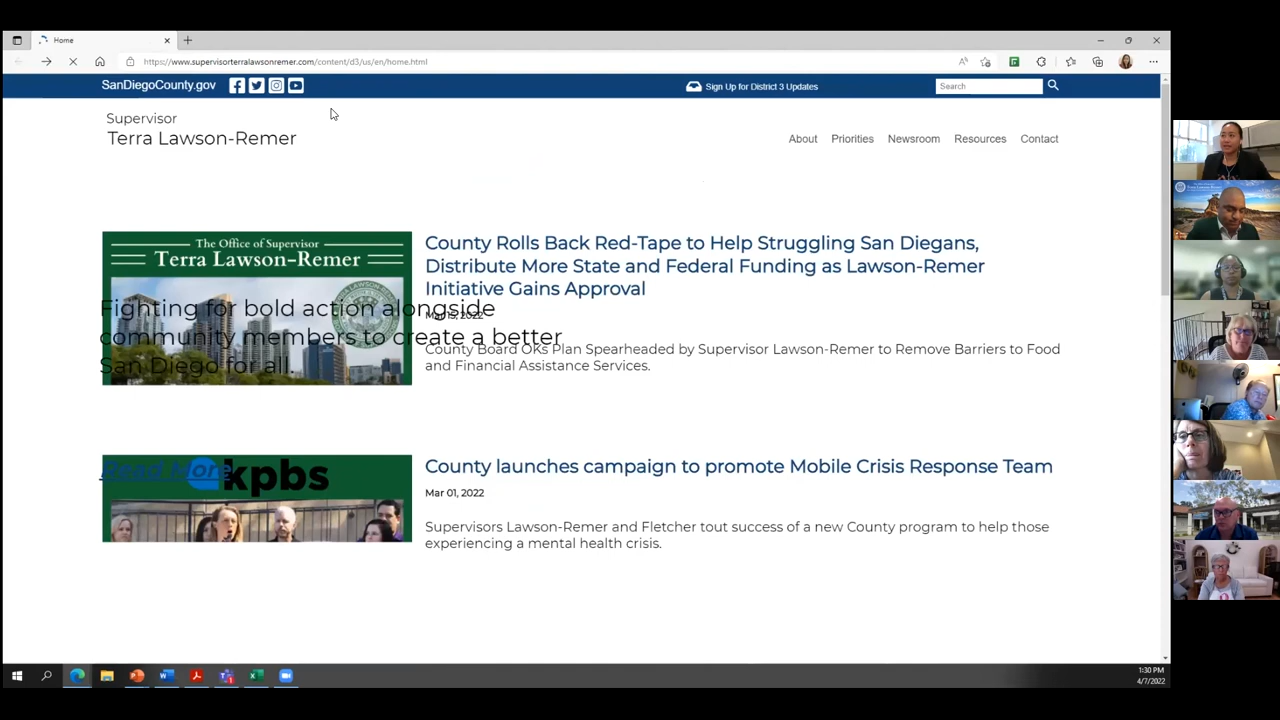 Home
https://www.supervisorterralawsonremer.com/content/d3/us/en/home.html
SanDiegoCounty.gov
Sign Up for District 3 Updates
Search
Supervisor
Terra Lawson-Remer
About
Priorities
Newsroom
Resources
Contact
The Office of Supervisor
Terra Lawson-Remer
County Rolls Back Red-Tape to Help Struggling San Diegans,
Distribute More State and Federal Funding as Lawson-Remer
Initiative Gains Approval
Mar 15, 2022
Fighting for bold action alongside
community members to create a better
San Diego for all.
County Board OKs Plan Spearheaded by Supervisor Lawson-Remer to Remove Barriers to Food
and Financial Assistance Services.
Read More
kpbs
County launches campaign to promote Mobile Crisis Response Team
Mar 01, 2022
Supervisors Lawson-Remer and Fletcher tout success of a new County program to help those
experiencing a mental health crisis.
1:30 PM
4/7/2022